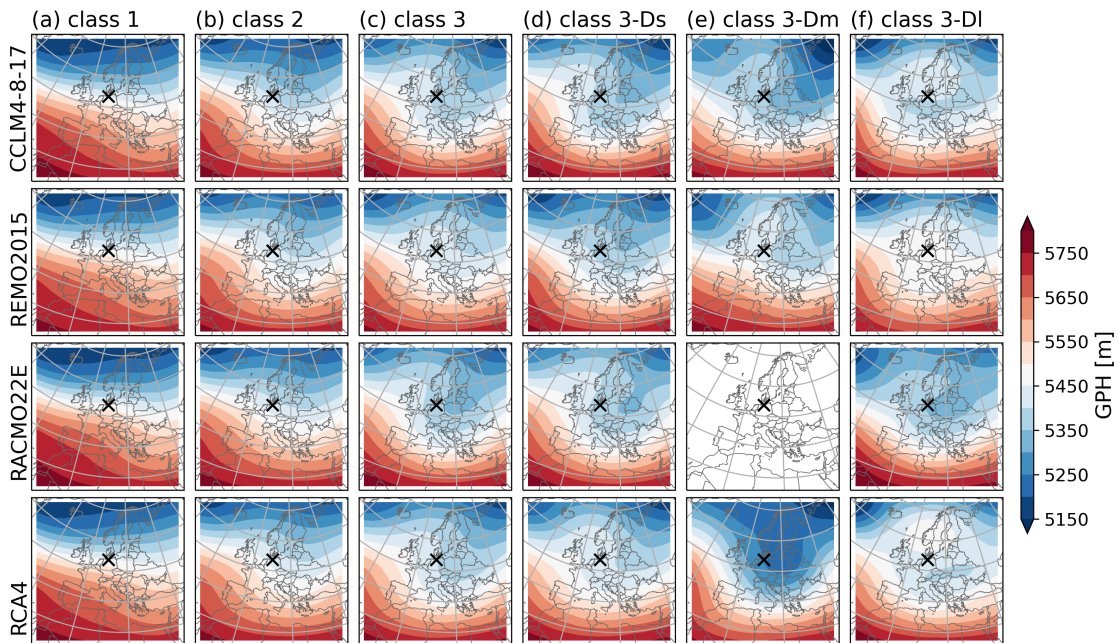 (a) class 1
(b) class 2
(c) class 3
(d) class 3-Ds
(e) class 3-Dm
(f) class 3-Dl
CCLM4-8-17
REMO2015
RACMO22E
RCA4
5750
5650
5550
5450
5350
5250
5150
GPH [m]